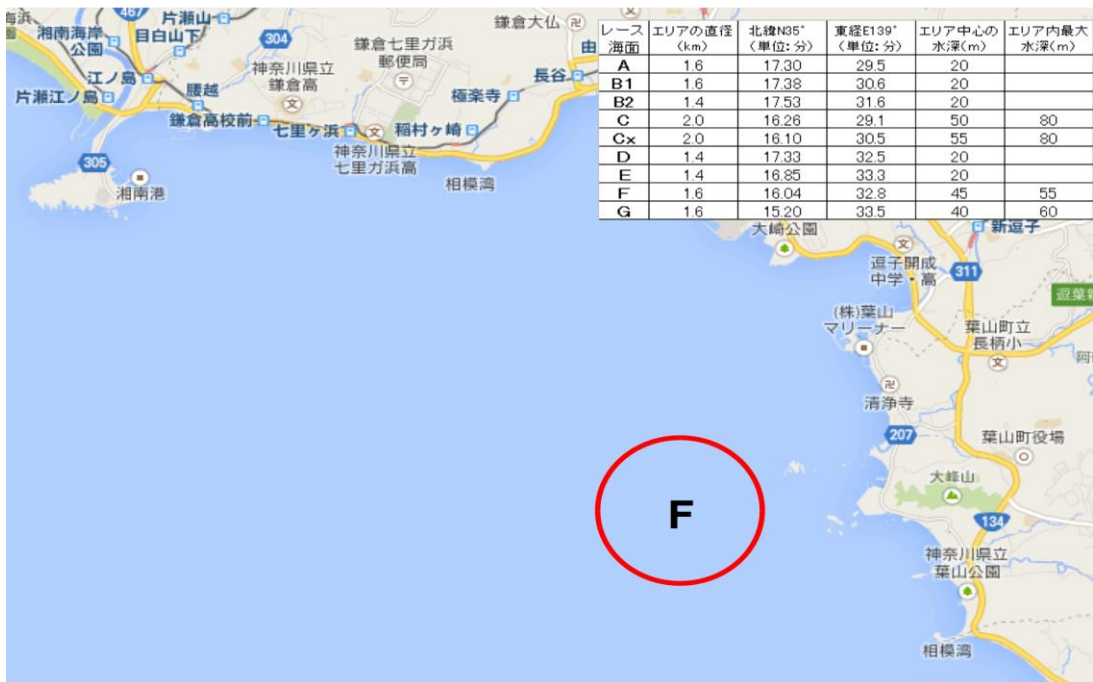 海浜
園
片瀬山
467
湘南海岸
公園
目白山下
304
鎌倉大仏
鎌倉七里ガ浜
郵便局
由
神奈川県立
鎌倉高
長谷
江ノ島
片瀬江ノ島
腰越
極楽寺
鎌倉高校前
七里ヶ浜
稲村ヶ崎
神奈川県立
七里ガ浜高
305
湘南港
相模湾
レース エリアの直径 北緯N35° 東経E139° エリア中心の エリア内最大
海面 (km) (単位:分) (単位:分) 水深(m) 水深(m)
A 1.6 17.30 29.5 20
B1 1.6 17.38 30.6 20
B2 1.4 17.53 31.6 20
C 2.0 16.26 29.1 50 80
Cx 2.0 16.10 30.5 55 80
D 1.4 17.33 32.5 20
E 1.4 16.85 33.3 20
F 1.6 16.04 32.8 45 55
G 1.6 15.20 33.5 40 60
大崎公園
新逗子
逗子開成
中学・高
311
逗葉新
(株)葉山
マリーナー
葉山町立
長柄小
阿
清浄寺
207
葉山町役場
大峰山
F
134
神奈川県立
葉山公園
相模湾